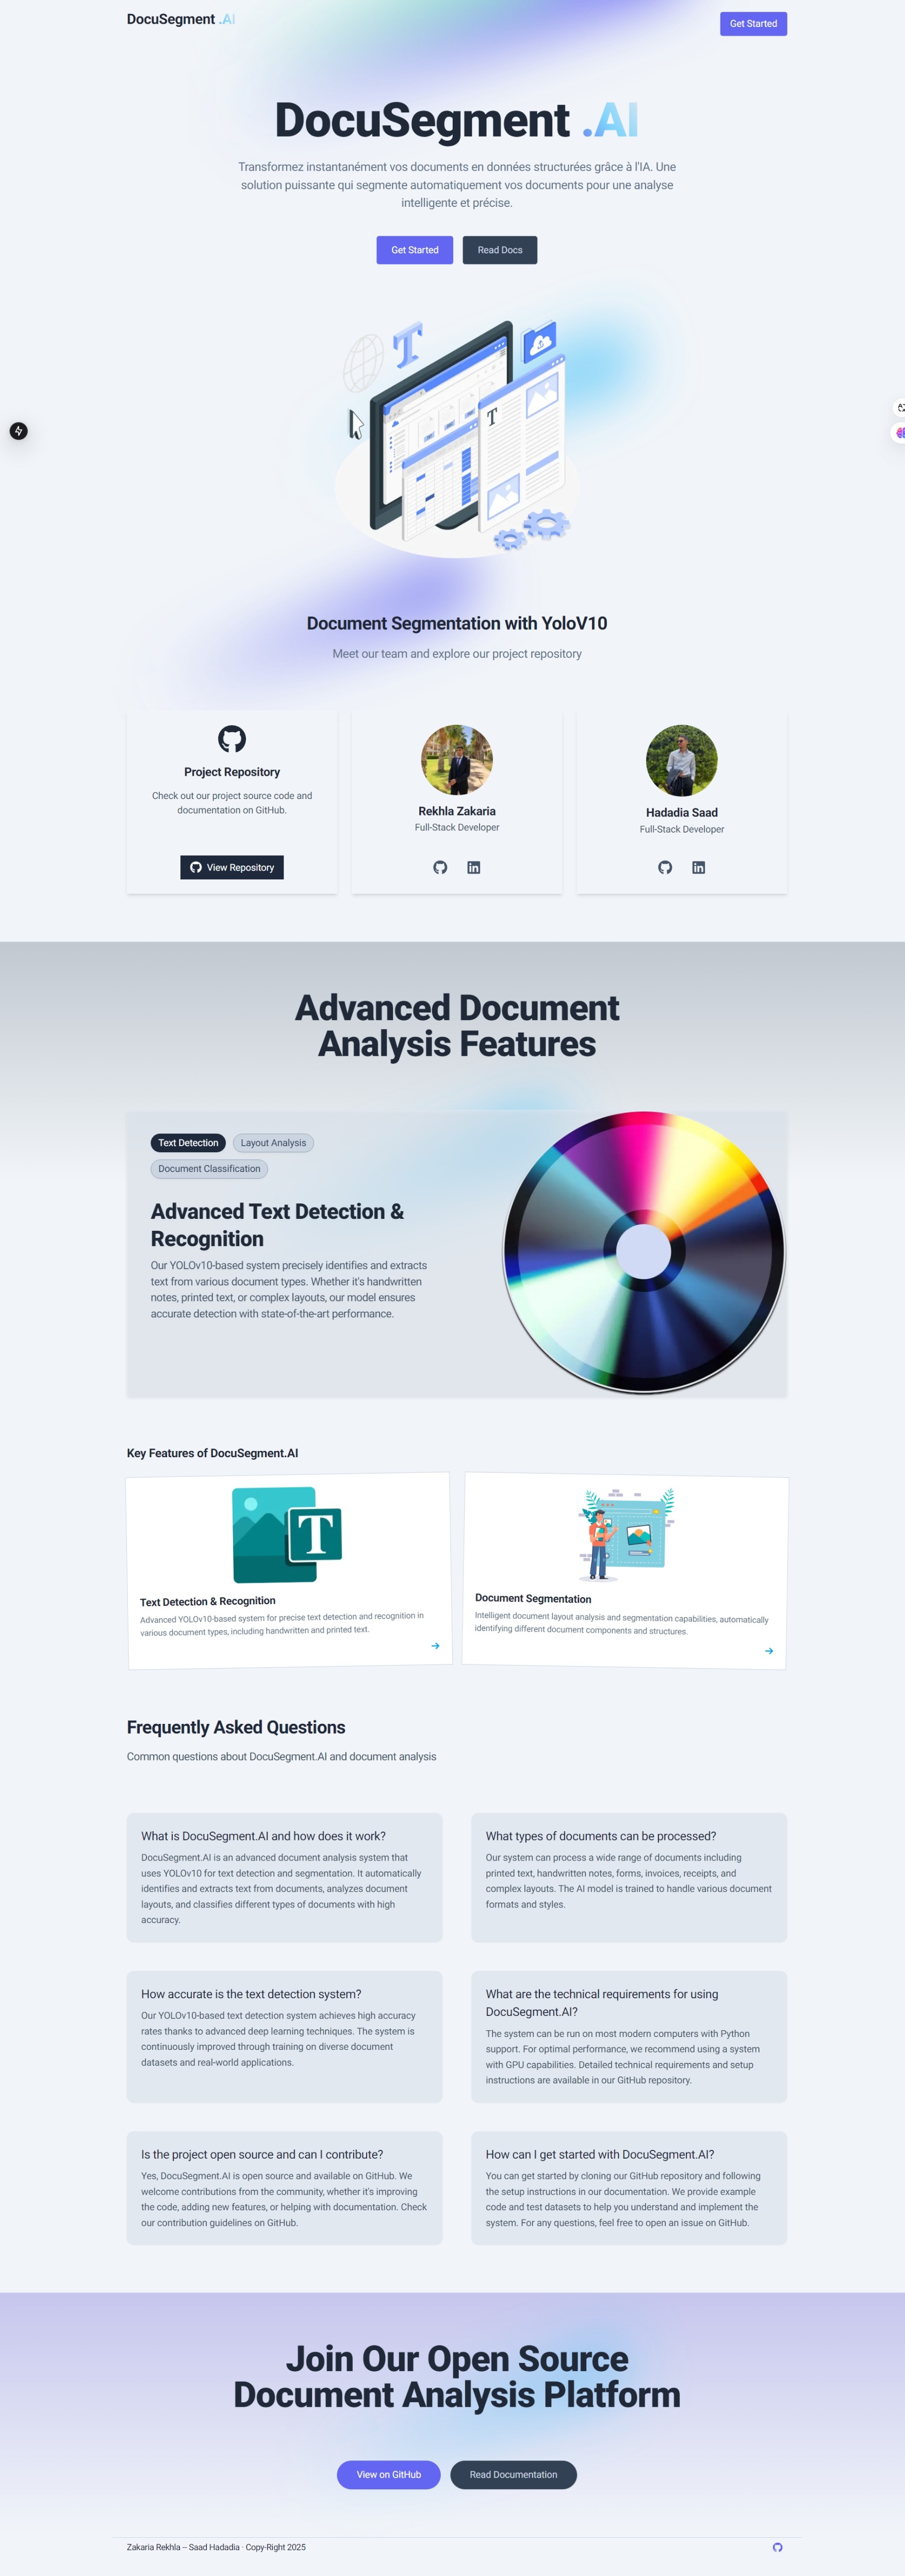 DocuSegment .AI
Get Started
DocuSegment .AI
Transformez instantanément vos documents en données structurées grâce à l'IA. Une
solution puissante qui segmente automatiquement vos documents pour une analyse
intelligente et précise.
Get Started
Read Docs
T
T
Document Segmentation with YoloV10
Meet our team and explore our project repository
Project Repository
Check out our project source code and
documentation on GitHub.
View Repository
Rekhla Zakaria
Full-Stack Developer
Hadadia Saad
Full-Stack Developer
Advanced Document
Analysis Features
Text Detection
Layout Analysis
Document Classification
Advanced Text Detection &
Recognition
Our YOLOv10-based system precisely identifies and extracts
text from various document types. Whether it's handwritten
notes, printed text, or complex layouts, our model ensures
accurate detection with state-of-the-art performance.
Key Features of DocuSegment.AI
T
Text Detection & Recognition
Advanced YOLOv10-based system for precise text detection and recognition in
various document types, including handwritten and printed text.
Document Segmentation
Intelligent document layout analysis and segmentation capabilities, automatically
identifying different document components and structures.
Frequently Asked Questions
Common questions about DocuSegment.AI and document analysis
What is DocuSegment.AI and how does it work?
DocuSegment.AI is an advanced document analysis system that
uses YOLOv10 for text detection and segmentation. It automatically
identifies and extracts text from documents, analyzes document
layouts, and classifies different types of documents with high
accuracy.
What types of documents can be processed?
Our system can process a wide range of documents including
printed text, handwritten notes, forms, invoices, receipts, and
complex layouts. The AI model is trained to handle various document
formats and styles.
How accurate is the text detection system?
Our YOLOv10-based text detection system achieves high accuracy
rates thanks to advanced deep learning techniques. The system is
continuously improved through training on diverse document
datasets and real-world applications.
What are the technical requirements for using
DocuSegment.AI?
The system can be run on most modern computers with Python
support. For optimal performance, we recommend using a system
with GPU capabilities. Detailed technical requirements and setup
instructions are available in our GitHub repository.
Is the project open source and can I contribute?
Yes, DocuSegment.AI is open source and available on GitHub. We
welcome contributions from the community, whether it's improving
the code, adding new features, or helping with documentation. Check
our contribution guidelines on GitHub.
How can I get started with DocuSegment.AI?
You can get started by cloning our GitHub repository and following
the setup instructions in our documentation. We provide example
code and test datasets to help you understand and implement the
system. For any questions, feel free to open an issue on GitHub.
Join Our Open Source
Document Analysis Platform
View on GitHub
Read Documentation
Zakaria Rekhla – Saad Hadadia · Copy-Right 2025